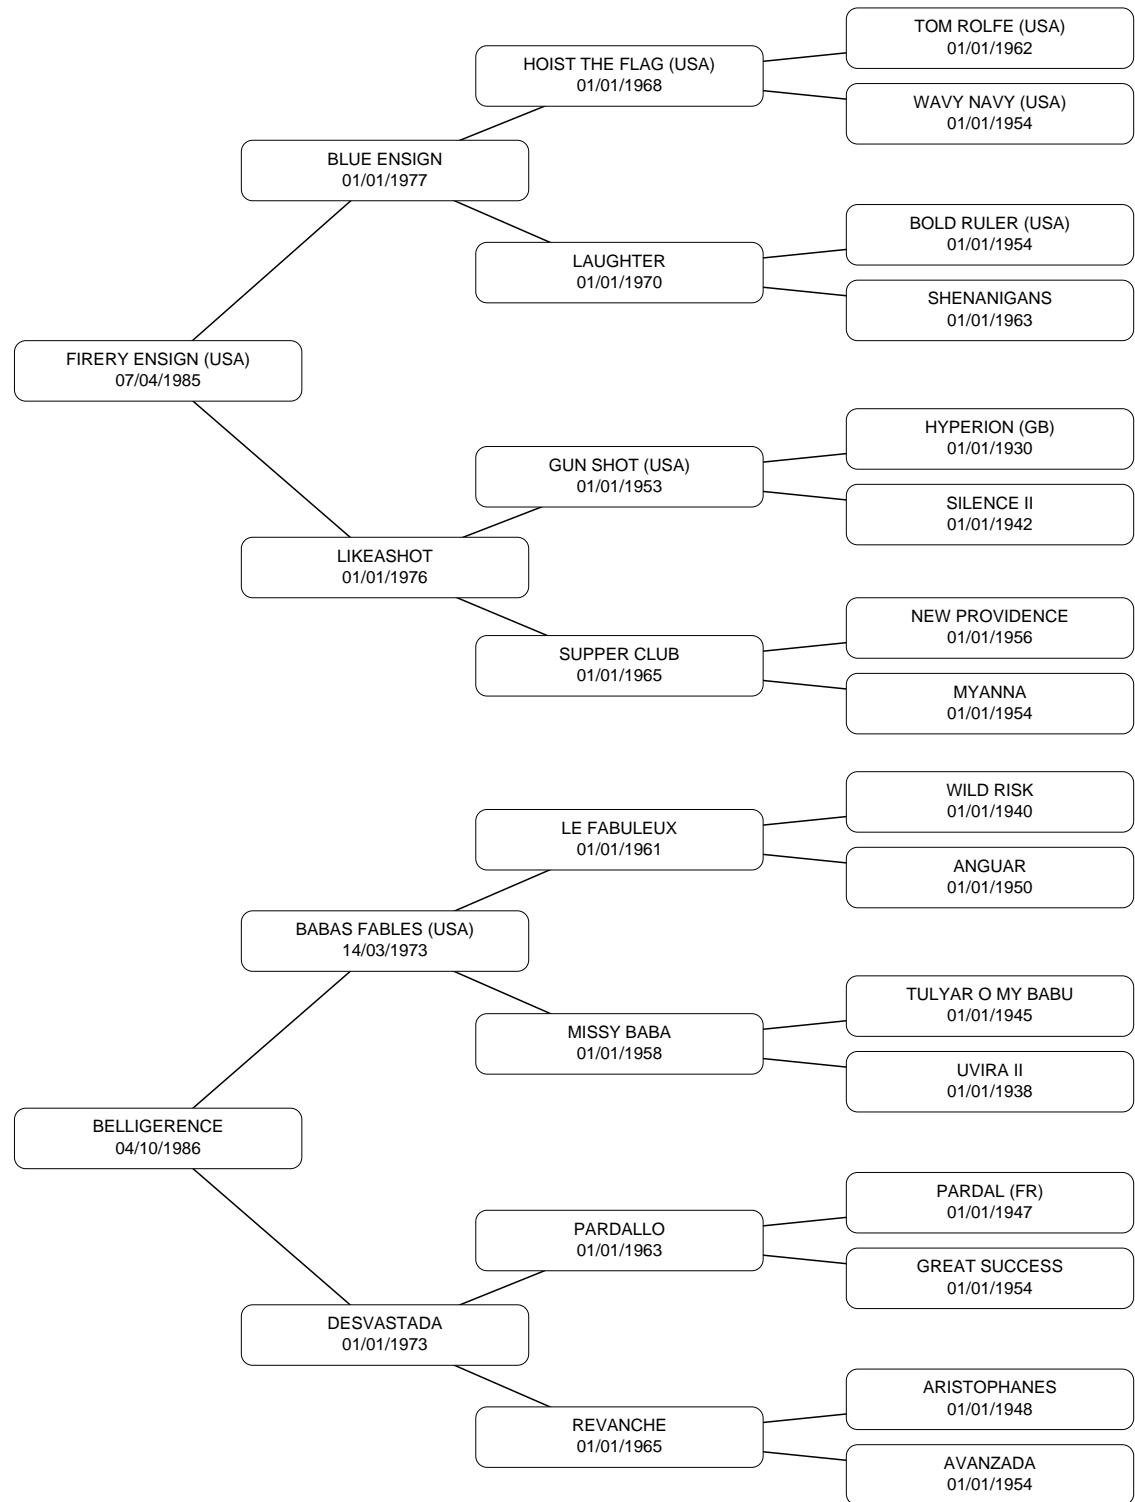 TOM ROLFE (USA)
01/01/1962
HOIST THE FLAG (USA)
01/01/1968
WAVY NAVY (USA)
01/01/1954
BLUE ENSIGN
01/01/1977
BOLD RULER (USA)
01/01/1954
LAUGHTER
01/01/1970
SHENANIGANS
01/01/1963
FIRERY ENSIGN (USA)
07/04/1985
HYPERION (GB)
01/01/1930
GUN SHOT (USA)
01/01/1953
SILENCE II
01/01/1942
LIKEASHOT
01/01/1976
NEW PROVIDENCE
01/01/1956
SUPPER CLUB
01/01/1965
MYANNA
01/01/1954
WILD RISK
01/01/1940
LE FABULEUX
01/01/1961
ANGUAR
01/01/1950
BABAS FABLES (USA)
14/03/1973
TULYAR O MY BABU
01/01/1945
MISSY BABA
01/01/1958
UVIRA II
01/01/1938
BELLIGERENCE
04/10/1986
PARDAL (FR)
01/01/1947
PARDALLO
01/01/1963
GREAT SUCCESS
01/01/1954
DESVASTADA
01/01/1973
ARISTOPHANES
01/01/1948
REVANCHE
01/01/1965
AVANZADA
01/01/1954